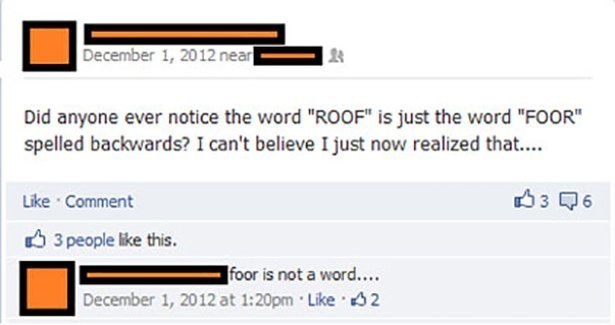 December 1, 2012 near
Did anyone ever notice the word "ROOF" is just the word "FOOR"
spelled backwards? I can't believe I just now realized that....
Like · Comment 3 6
3 people like this.
foor is not a word....
December 1, 2012 at 1:20pm · Like · 2